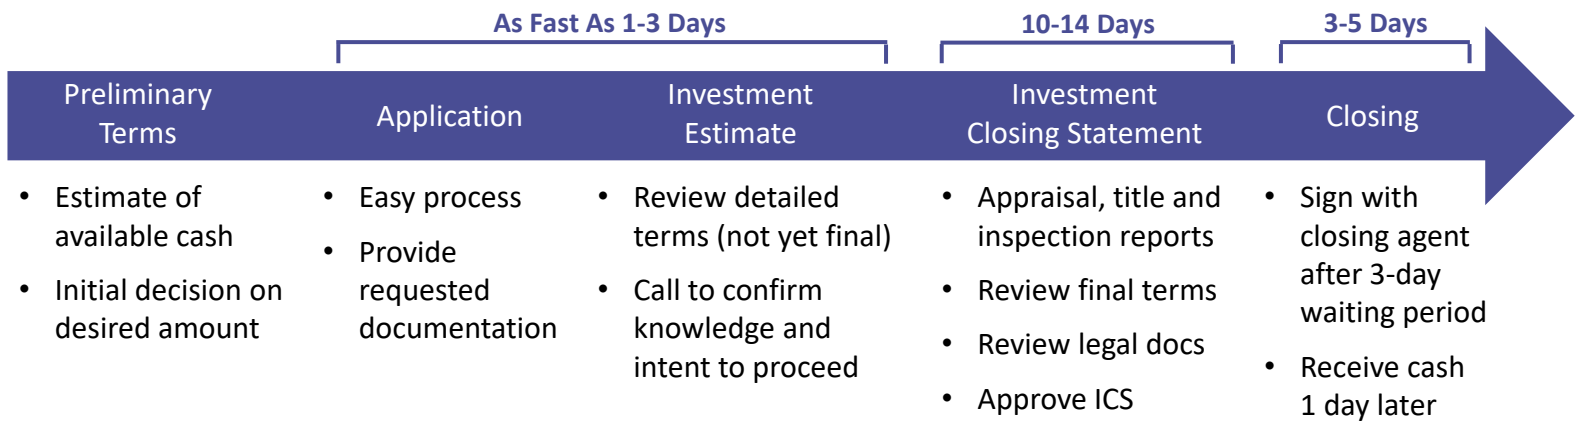 As Fast As 1-3 Days
10-14 Days
3-5 Days
Preliminary
Terms
Application
Investment
Estimate
Investment
Closing Statement
Closing
• Estimate of
available cash
• Initial decision on
desired amount
• Easy process
• Provide
requested
documentation
• Review detailed
terms (not yet final)
• Call to confirm
knowledge and
intent to proceed
• Appraisal, title and
inspection reports
• Review final terms
• Review legal docs
• Approve ICS
• Sign with
closing agent
after 3-day
waiting period
• Receive cash
1 day later